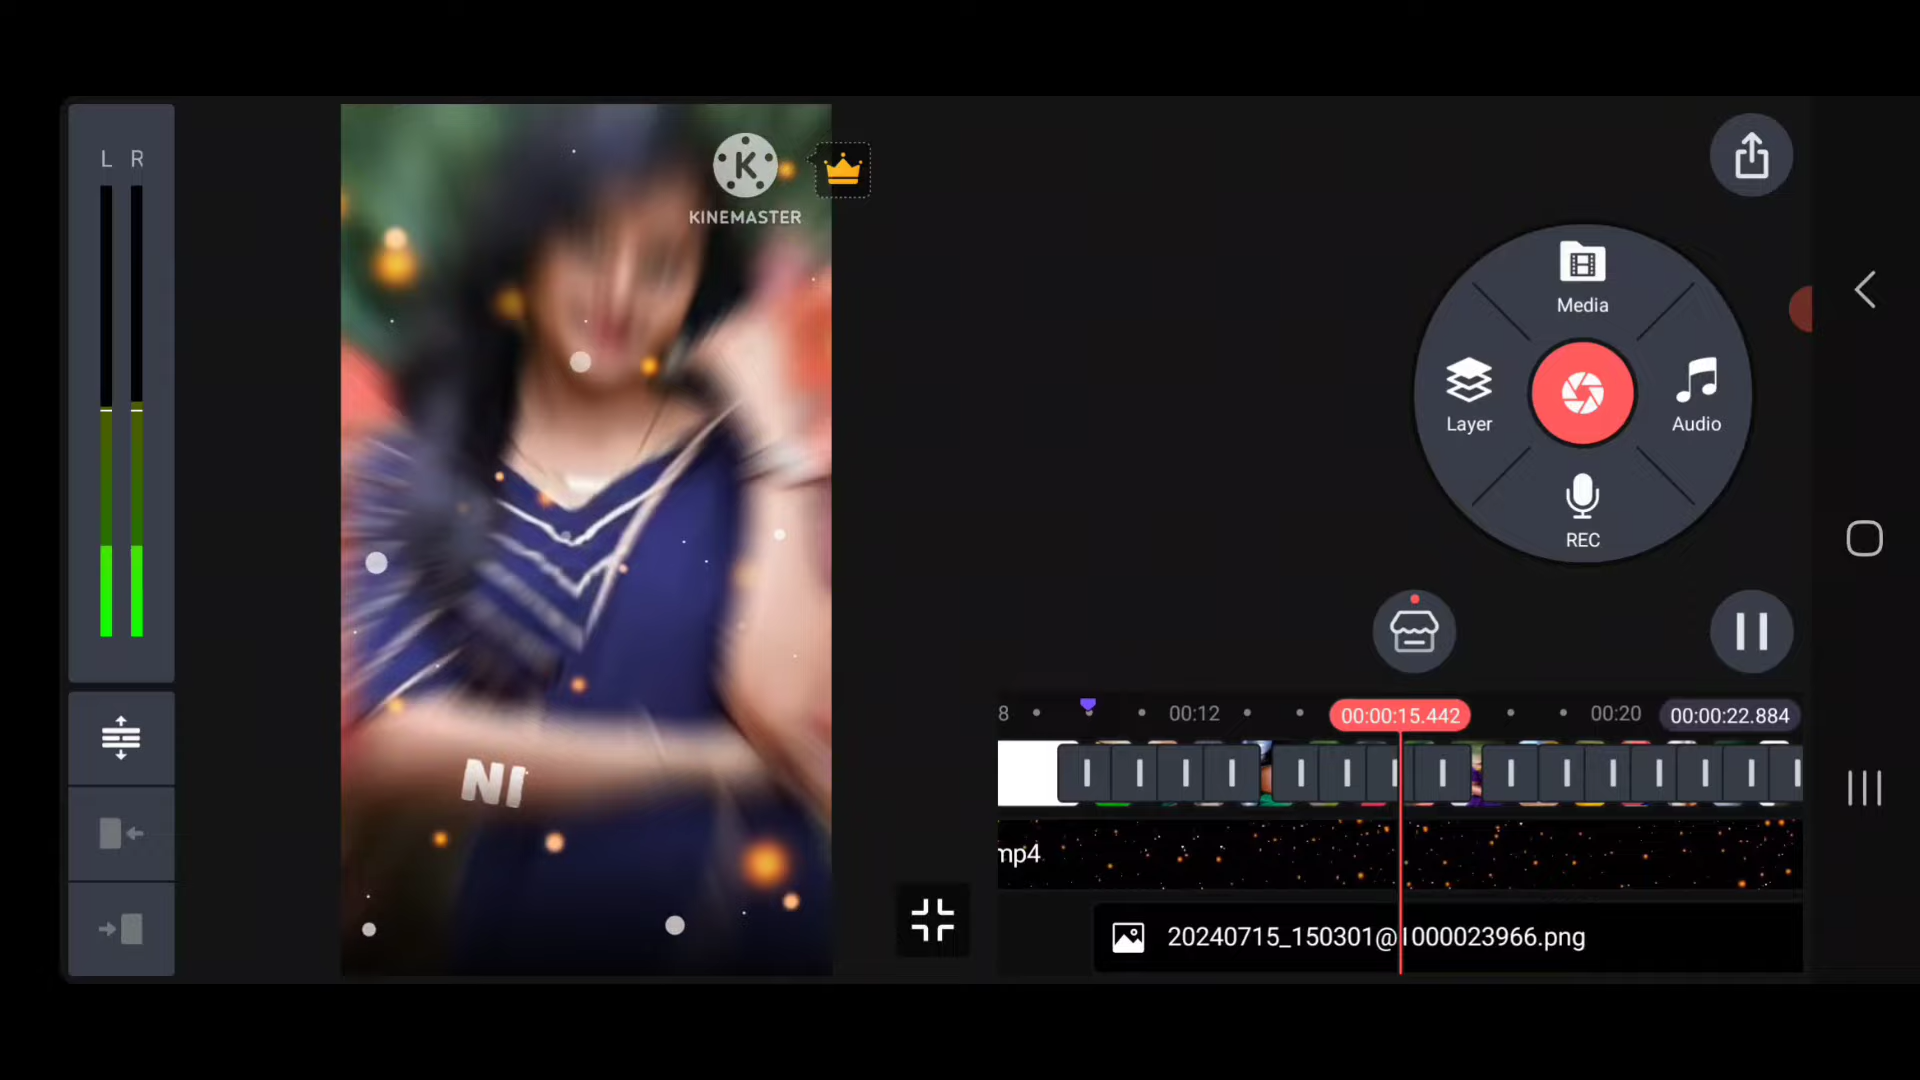 L R
K
KINEMASTER
Media
Layer
Audio
REC
NI
8
00:12
00:00:15.442
00:20
00:00:22.884
mp4
20240715_150301@1000023966.png